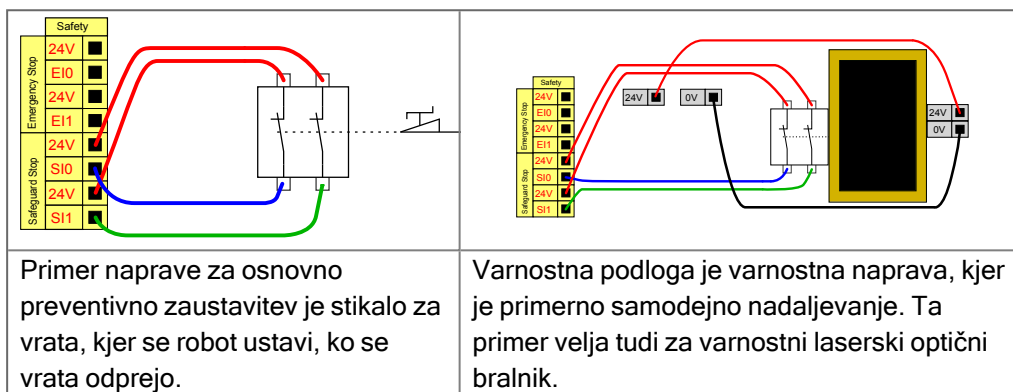 Safety
Emergency Stop
24V
EI0
24V
EI1
Safeguard Stop
24V
SI0
24V
SI1
Safety
Emergency Stop
24V
EI0
24V
EI1
Safeguard Stop
24V
SI0
24V
SI1
24V
0V
24V
0V
Primer naprave za osnovno
preventivno zaustavitev je stikalo za
vrata, kjer se robot ustavi, ko se
vrata odprejo.
Varnostna podloga je varnostna naprava, kjer
je primerno samodejno nadaljevanje. Ta
primer velja tudi za varnostni laserski optični
bralnik.